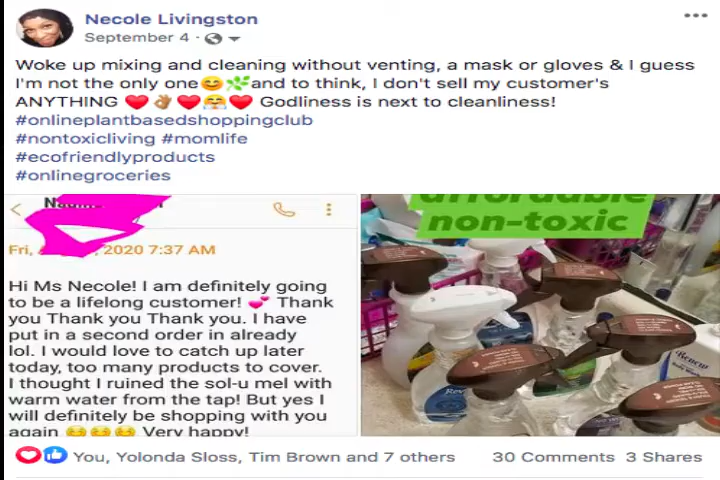 Necole Livingston
September 4
Woke up mixing and cleaning without venting, a mask or gloves & I guess
I'm not the only one😊🌿and to think, I don't sell my customer's
ANYTHING ❤️👌🏾❤️🤗❤️ Godliness is next to cleanliness!
#onlineplantbasedshoppingclub
#nontoxicliving #momlife
#ecofriendlyproducts
#onlinegroceries
Fri, 2020 7:37 AM
Hi Ms Necole! I am definitely going
to be a lifelong customer! 💕 Thank
you Thank you Thank you. I have
put in a second order in already
lol. I would love to catch up later
today, too many products to cover.
I thought I ruined the sol-u mel with
warm water from the tap! But yes I
will definitely be shopping with you
again 😊😊😊 Very happy!
affordable
non-toxic
Renew
You, Yolonda Sloss, Tim Brown and 7 others
30 Comments 3 Shares